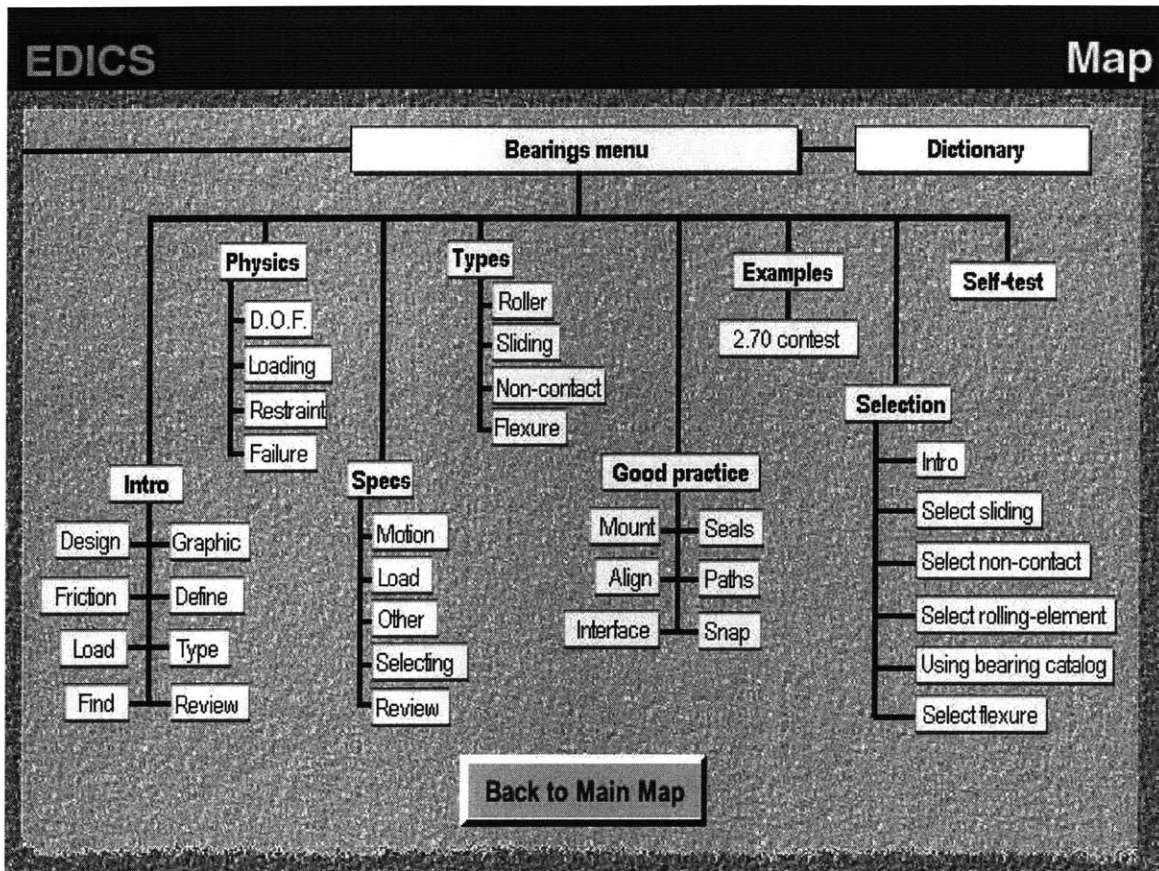 EDICS
Map
Bearings menu
Dictionary
Physics
D.O.F.
Loading
Restraint
Failure
Types
Roller
Sliding
Non-contact
Flexure
Examples
2.70 contest
Self-test
Intro
Design
Graphic
Friction
Define
Load
Type
Find
Review
Specs
Motion
Load
Other
Selecting
Review
Good practice
Mount
Seals
Align
Paths
Interface
Snap
Selection
Intro
Select sliding
Select non-contact
Select rolling-element
Using bearing catalog
Select flexure
Back to Main Map